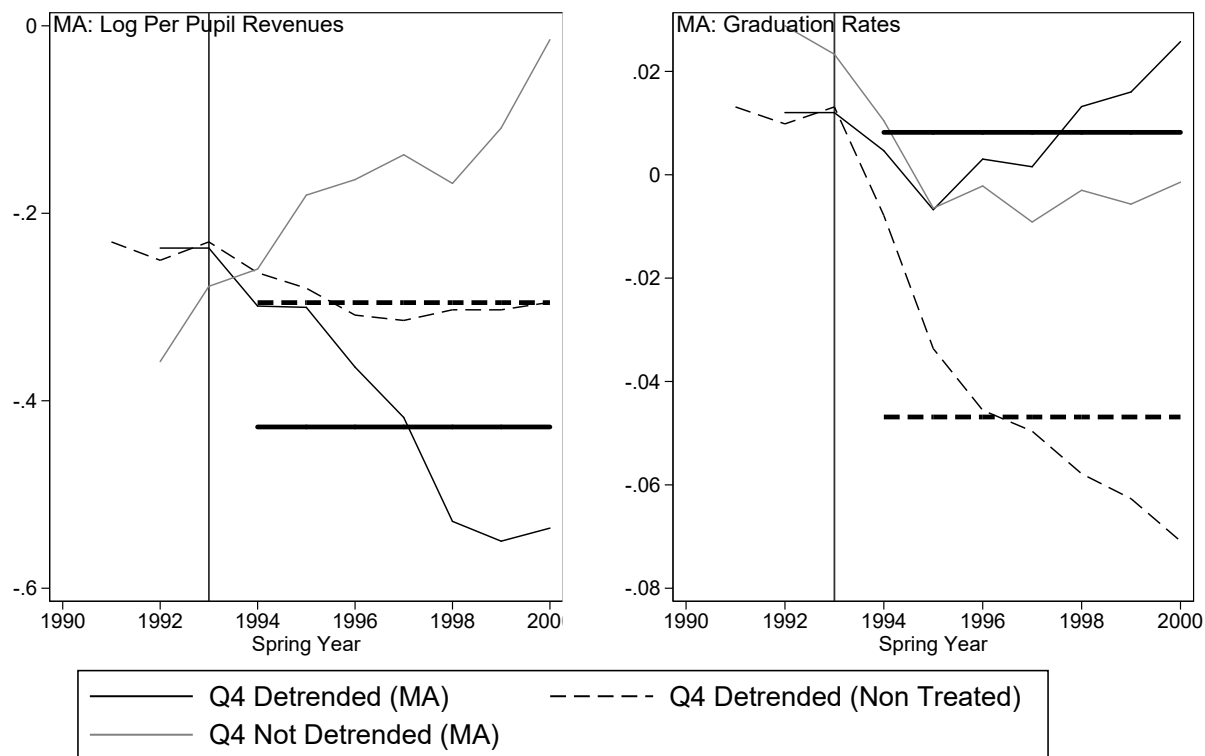 MA: Log Per Pupil Revenues
0
-.2
-.4
-.6
1990 1992 1994 1996 1998 200
Spring Year
MA: Graduation Rates
.02
0
-.02
-.04
-.06
-.08
1990 1992 1994 1996 1998 2000
Spring Year
Q4 Detrended (MA) Q4 Detrended (Non Treated)
Q4 Not Detrended (MA)